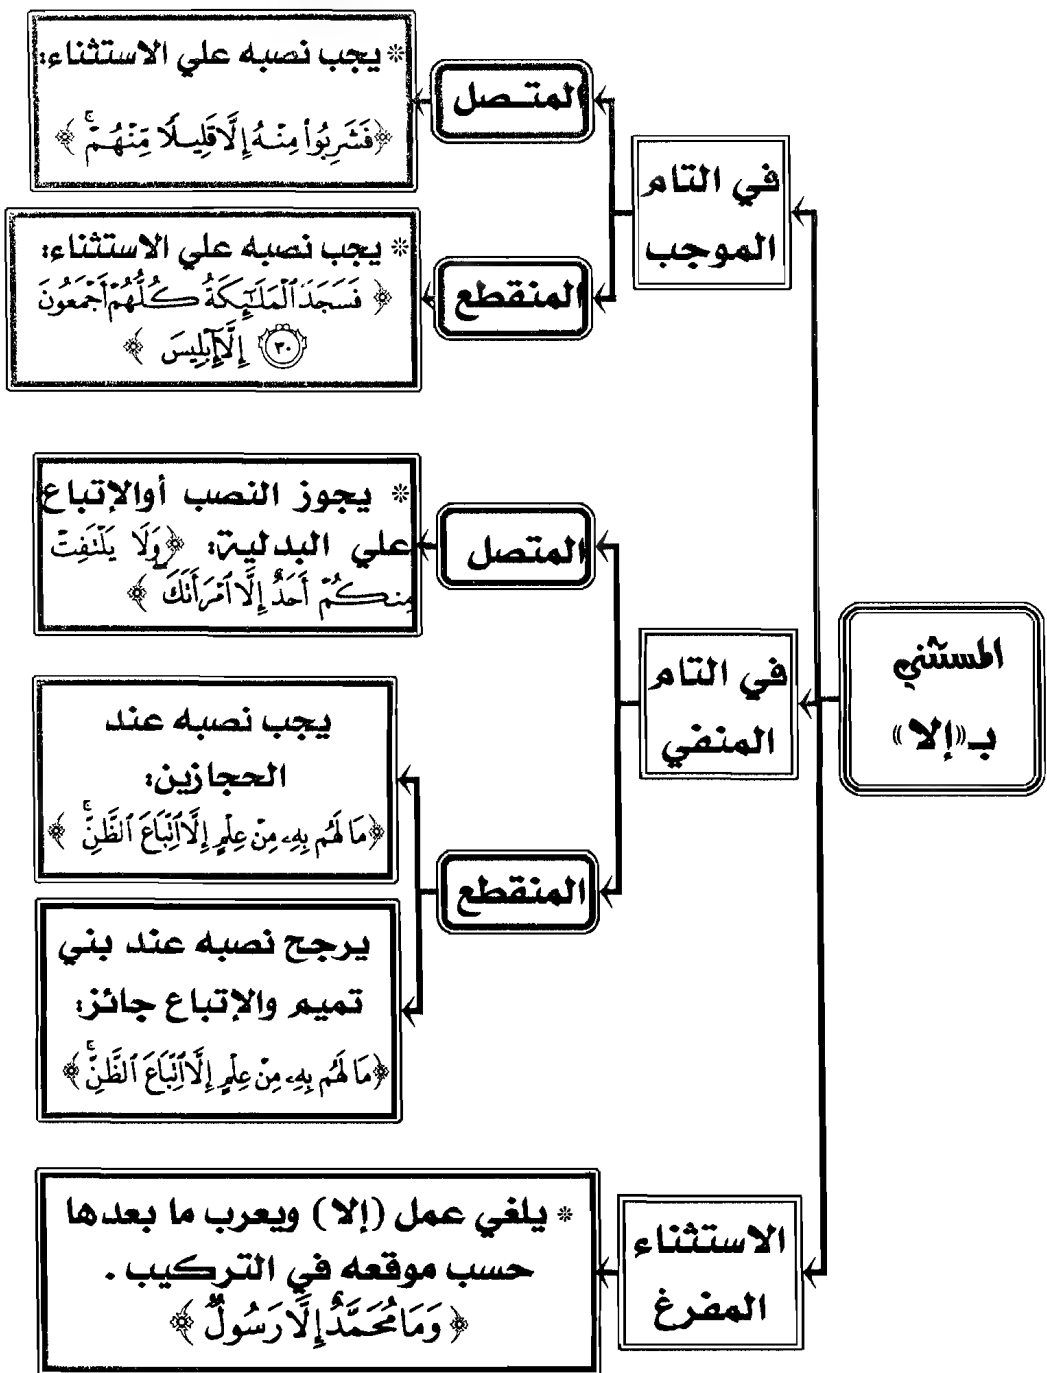 المستثني
بـ«إلا»
في التام
الموجب
المتصل
* يجب نصبه علي الاستثناء:
﴿ فَشَرِبُوا۟ مِنْهُ إِلَّا قَلِيلًا مِّنْهُمْ ۚ ﴾
المنقطع
* يجب نصبه علي الاستثناء:
﴿ فَسَجَدَ ٱلْمَلَٰٓئِكَةُ كُلُّهُمْ أَجْمَعُونَ
٣٠ إِلَّآ إِبْلِيسَ ﴾
في التام
المنفي
المتصل
* يجوز النصب أوالإتباع
علي البدلية: ﴿ وَلَا يَلْتَفِتْ
مِنكُمْ أَحَدٌ إِلَّا ٱمْرَأَتَكَ ﴾
المنقطع
يجب نصبه عند
الحجازين:
﴿ مَا لَهُم بِهِۦ مِنْ عِلْمٍ إِلَّا ٱتِّبَاعَ ٱلظَّنِّ ۚ ﴾
يرجح نصبه عند بني
تميم والإتباع جائز:
﴿ مَا لَهُم بِهِۦ مِنْ عِلْمٍ إِلَّا ٱتِّبَاعَ ٱلظَّنِّ ۚ ﴾
الاستثناء
المفرغ
* يلغي عمل (إلا) ويعرب ما بعدها
حسب موقعه في التركيب .
﴿ وَمَا مُحَمَّدٌ إِلَّا رَسُولٌ ﴾